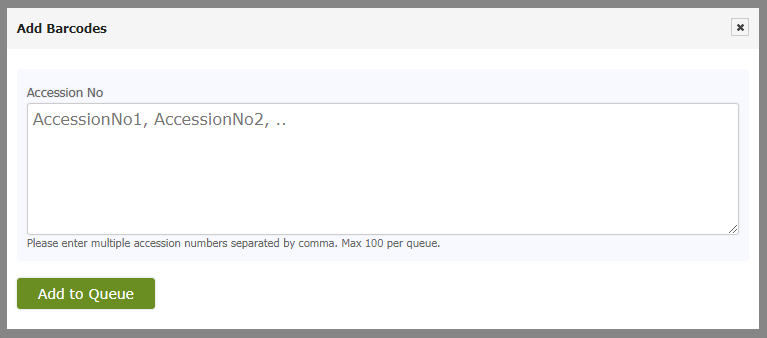 Add Barcodes
Accession No
AccessionNo1, AccessionNo2, ..
Please enter multiple accession numbers separated by comma. Max 100 per queue.
Add to Queue